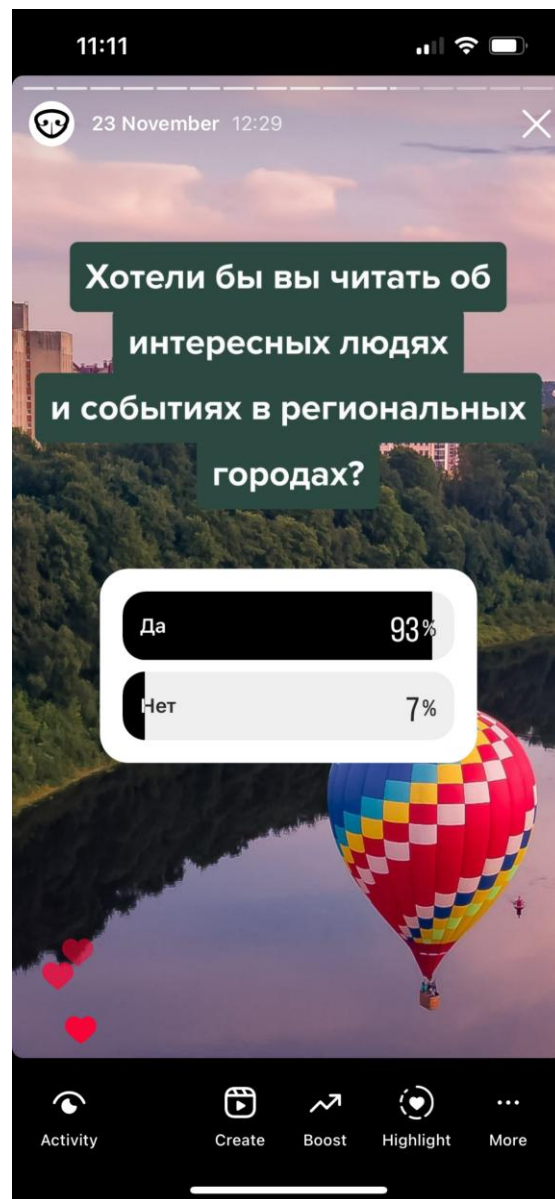 11:11
23 November 12:29
Хотели бы вы читать об
интересных людях
и событиях в региональных
городах?
Да 93%
Нет 7%
Activity Create Boost Highlight More